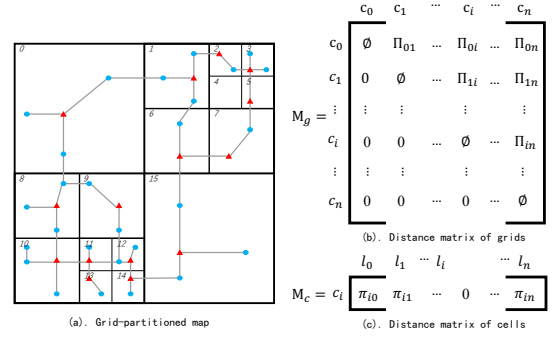 0
1
2
3
4
5
6
7
8
9
15
10
11
12
13
14
(a). Grid-partitioned map
c₀ c₁ ··· cᵢ ··· cₙ
c₀ ∅ Π₀₁ ... Π₀ᵢ ... Π₀ₙ
c₁ 0 ∅ ... Π₁ᵢ ... Π₁ₙ
⋮ ⋮ ⋮ ⋮ ⋮
M_g = cᵢ 0 0 ... ∅ ... Πᵢₙ
⋮ ⋮ ⋮ ⋮ ⋮
cₙ 0 0 ... 0 ... ∅
(b). Distance matrix of grids
l₀ l₁ ··· lᵢ ··· lₙ
M_c = cᵢ πᵢ₀ πᵢ₁ ... 0 ... πᵢₙ
(c). Distance matrix of cells